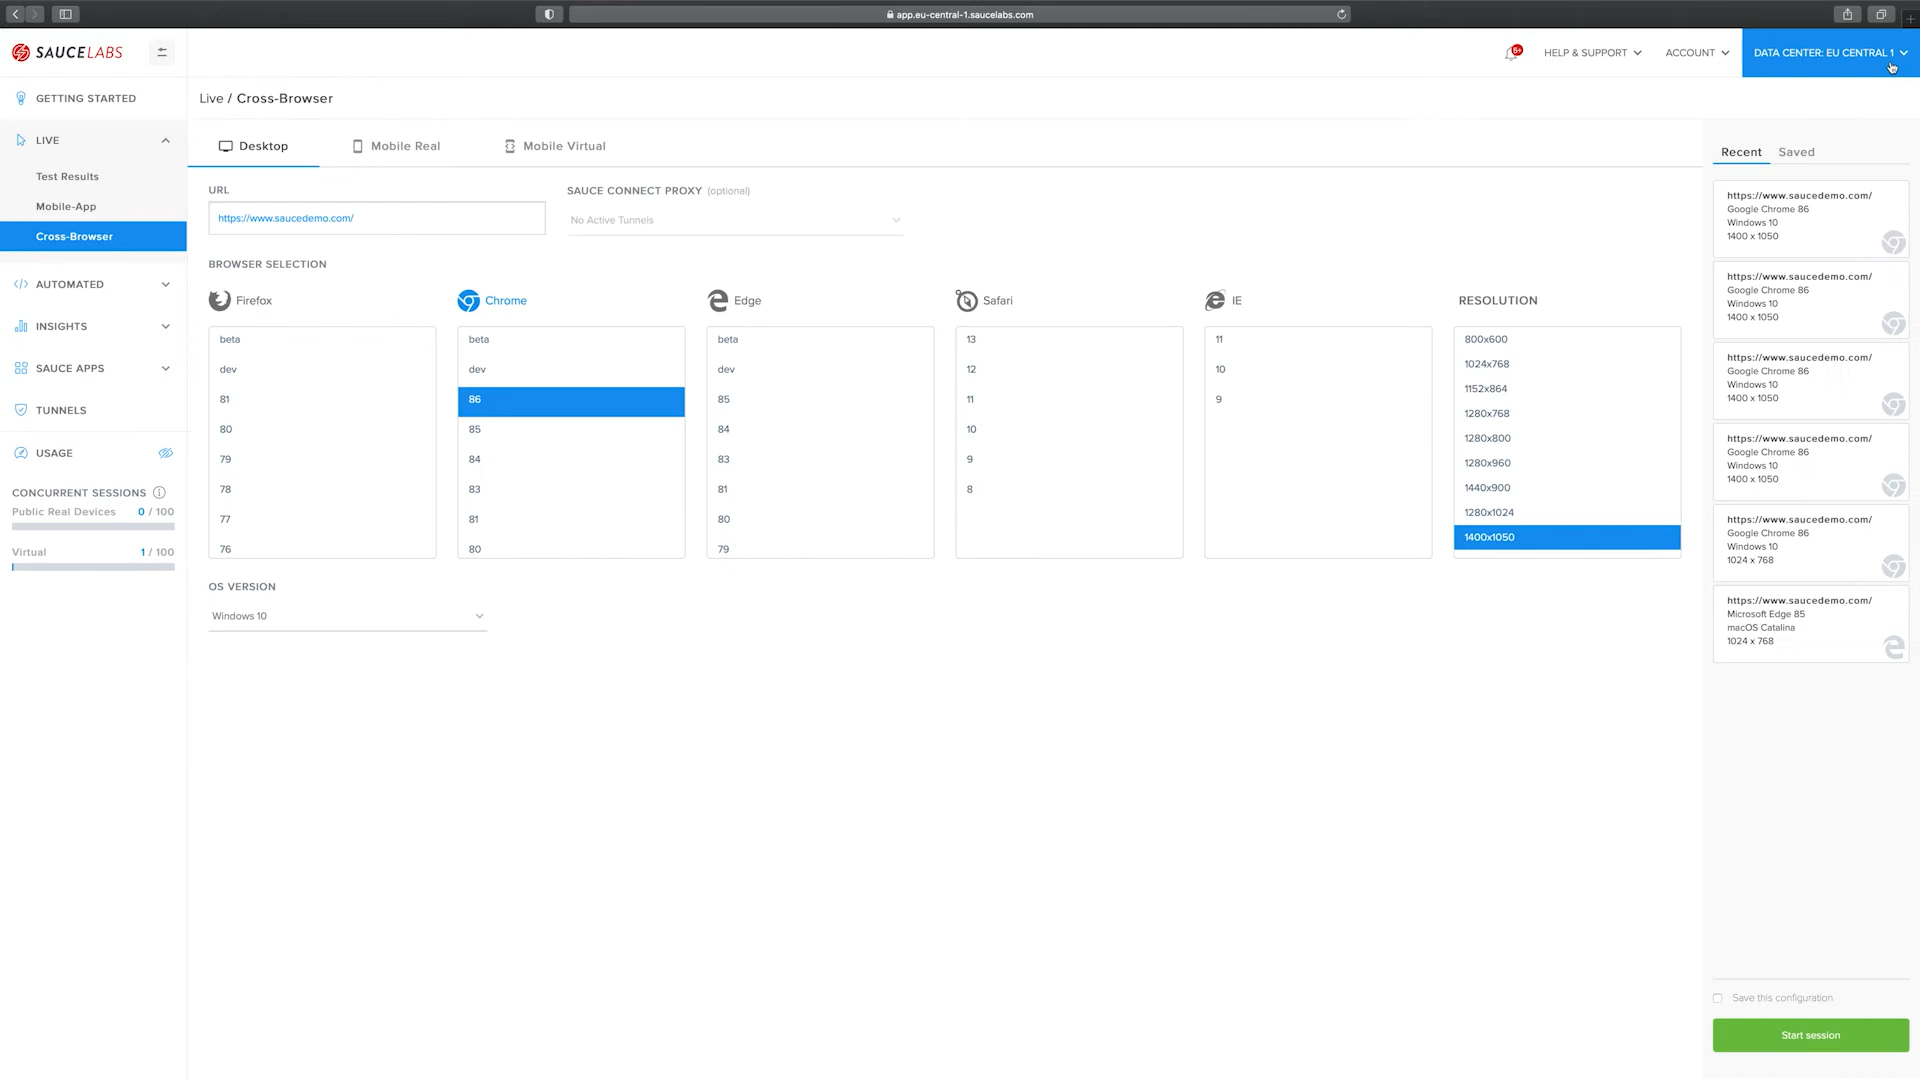 app.eu-central-1.saucelabs.com
SAUCELABS
5+
HELP & SUPPORT
ACCOUNT
DATA CENTER: EU CENTRAL 1
GETTING STARTED
LIVE
Test Results
Mobile-App
Cross-Browser
AUTOMATED
INSIGHTS
SAUCE APPS
TUNNELS
USAGE
CONCURRENT SESSIONS
Public Real Devices 0 / 100
Virtual 1 / 100
Live / Cross-Browser
Desktop
Mobile Real
Mobile Virtual
URL
https://www.saucedemo.com/
SAUCE CONNECT PROXY (optional)
No Active Tunnels
BROWSER SELECTION
Firefox
beta
dev
81
80
79
78
77
76
Chrome
beta
dev
86
85
84
83
81
80
Edge
beta
dev
85
84
83
81
80
79
Safari
13
12
11
10
9
8
IE
11
10
9
RESOLUTION
800x600
1024x768
1152x864
1280x768
1280x800
1280x960
1440x900
1280x1024
1400x1050
OS VERSION
Windows 10
Recent
Saved
https://www.saucedemo.com/
Google Chrome 86
Windows 10
1400 x 1050
https://www.saucedemo.com/
Google Chrome 86
Windows 10
1400 x 1050
https://www.saucedemo.com/
Google Chrome 86
Windows 10
1400 x 1050
https://www.saucedemo.com/
Google Chrome 86
Windows 10
1400 x 1050
https://www.saucedemo.com/
Google Chrome 86
Windows 10
1024 x 768
https://www.saucedemo.com/
Microsoft Edge 85
macOS Catalina
1024 x 768
Save this configuration
Start session